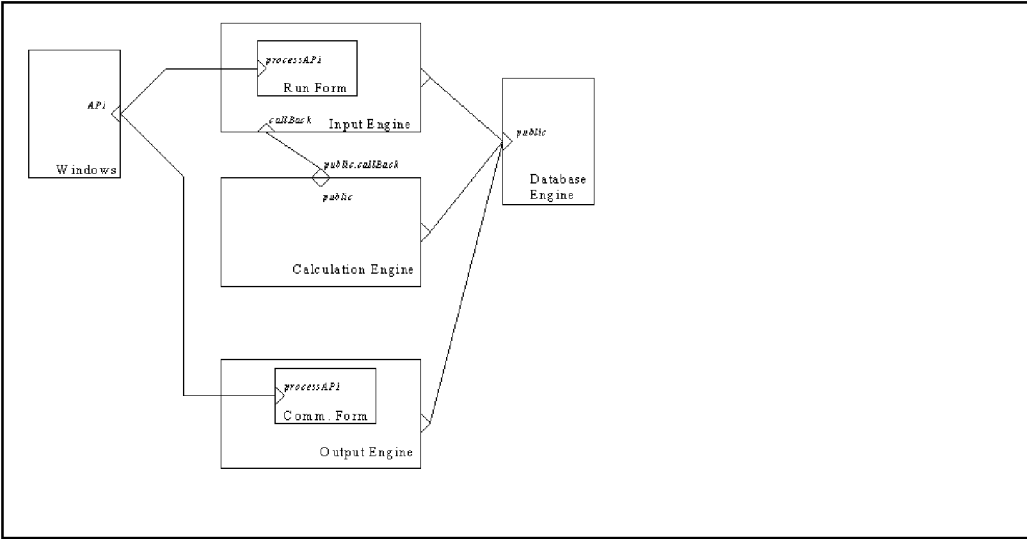 processAPI
Run Form
API
callBack
Input Engine
public
Windows
public.callBack
Database
Engine
public
Calculation Engine
processAPI
Comm. Form
Output Engine